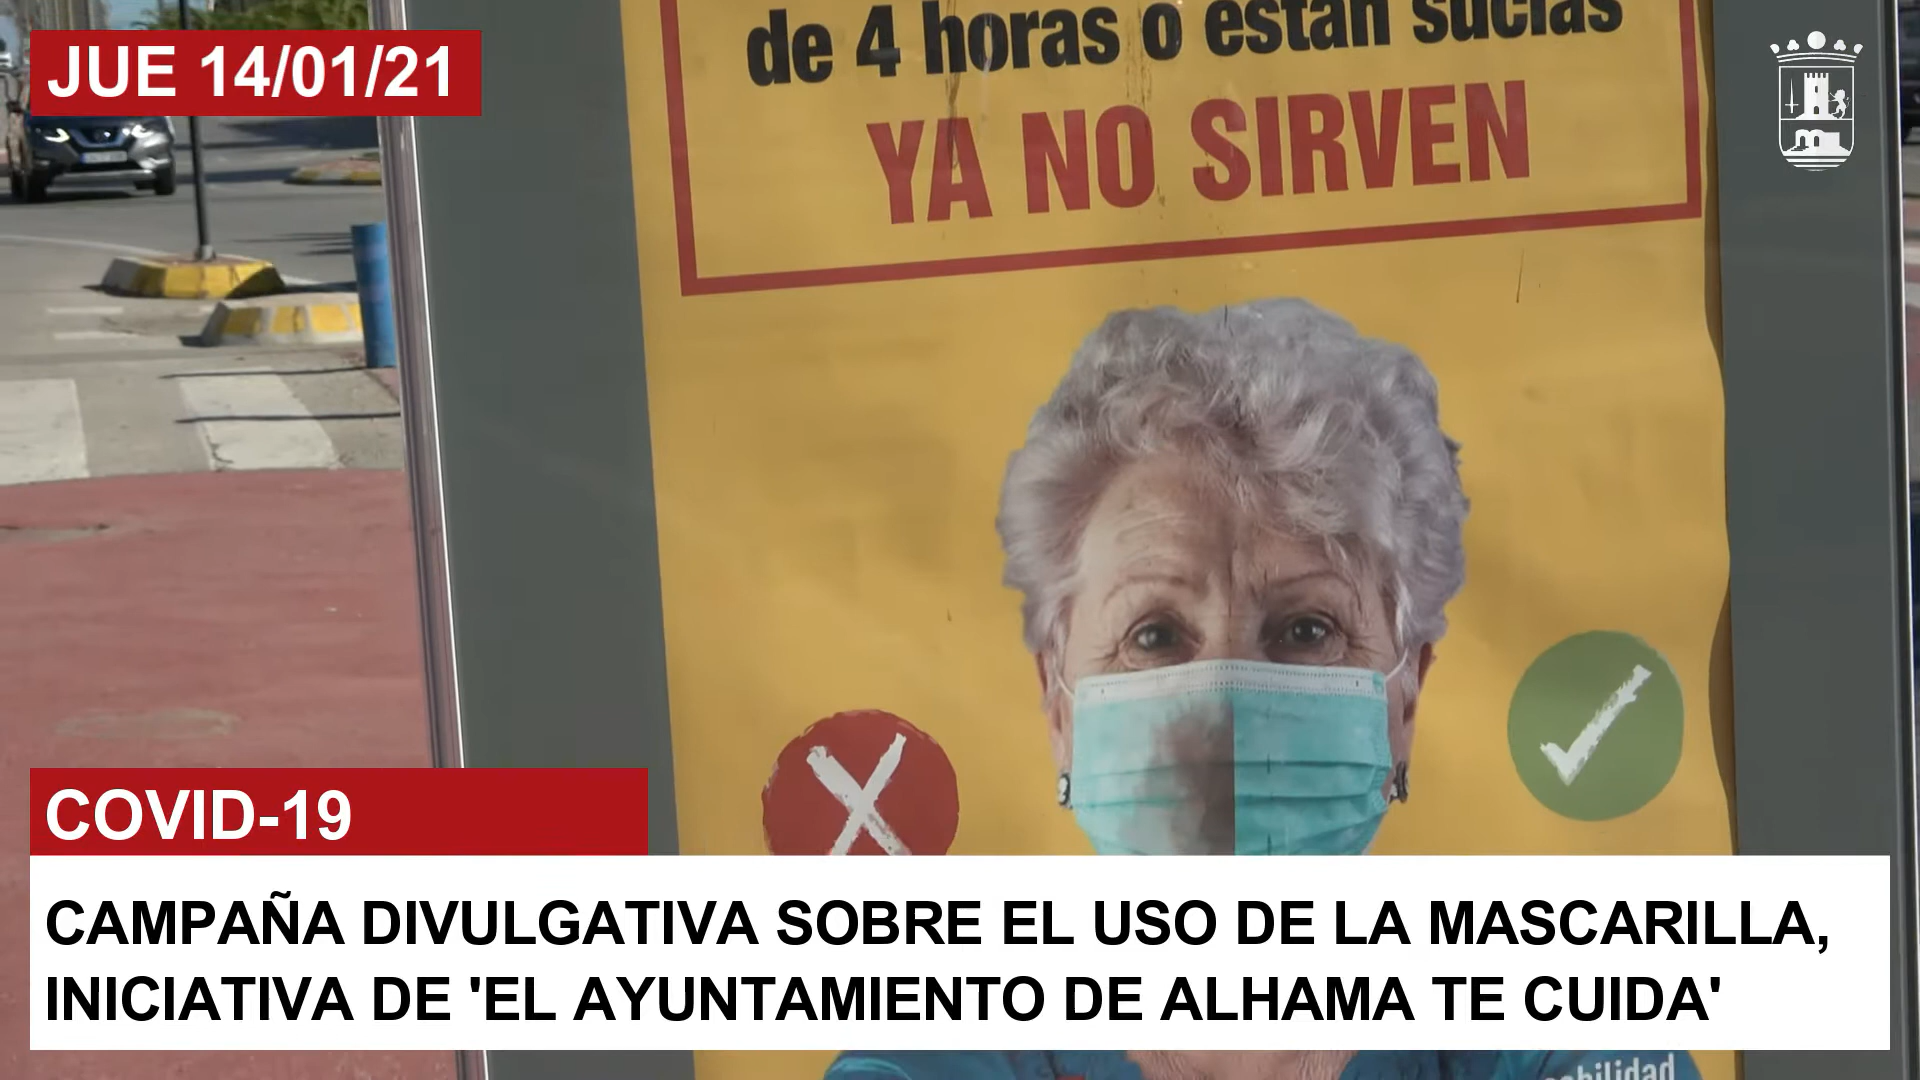 JUE 14/01/21
de 4 horas o están sucias
YA NO SIRVEN
COVID-19
CAMPAÑA DIVULGATIVA SOBRE EL USO DE LA MASCARILLA,
INICIATIVA DE 'EL AYUNTAMIENTO DE ALHAMA TE CUIDA'